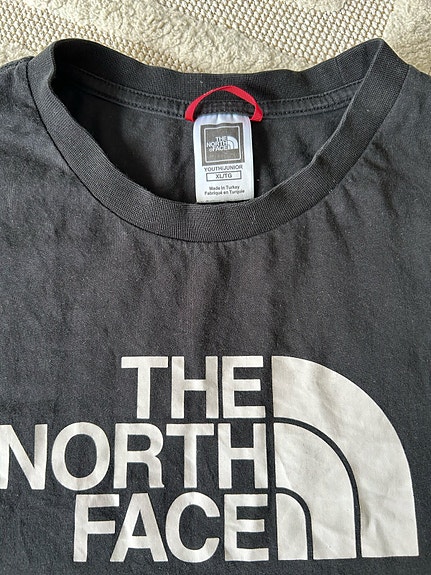 THE
NORTH
FACE
YOUTH/JUNIOR
XL/TG
Made in Turkey
Fabriqué en Turquie
THE
NORTH
FACE